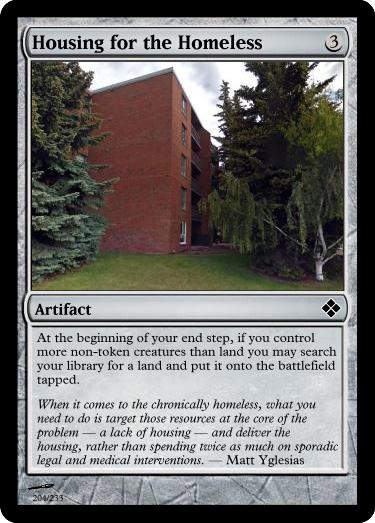 Housing for the Homeless 3
Artifact
At the beginning of your end step, if you control
more non-token creatures than land you may search
your library for a land and put it onto the battlefield
tapped.
When it comes to the chronically homeless, what you
need to do is target those resources at the core of the
problem — a lack of housing — and deliver the
housing, rather than spending twice as much on sporadic
legal and medical interventions. — Matt Yglesias
204/233